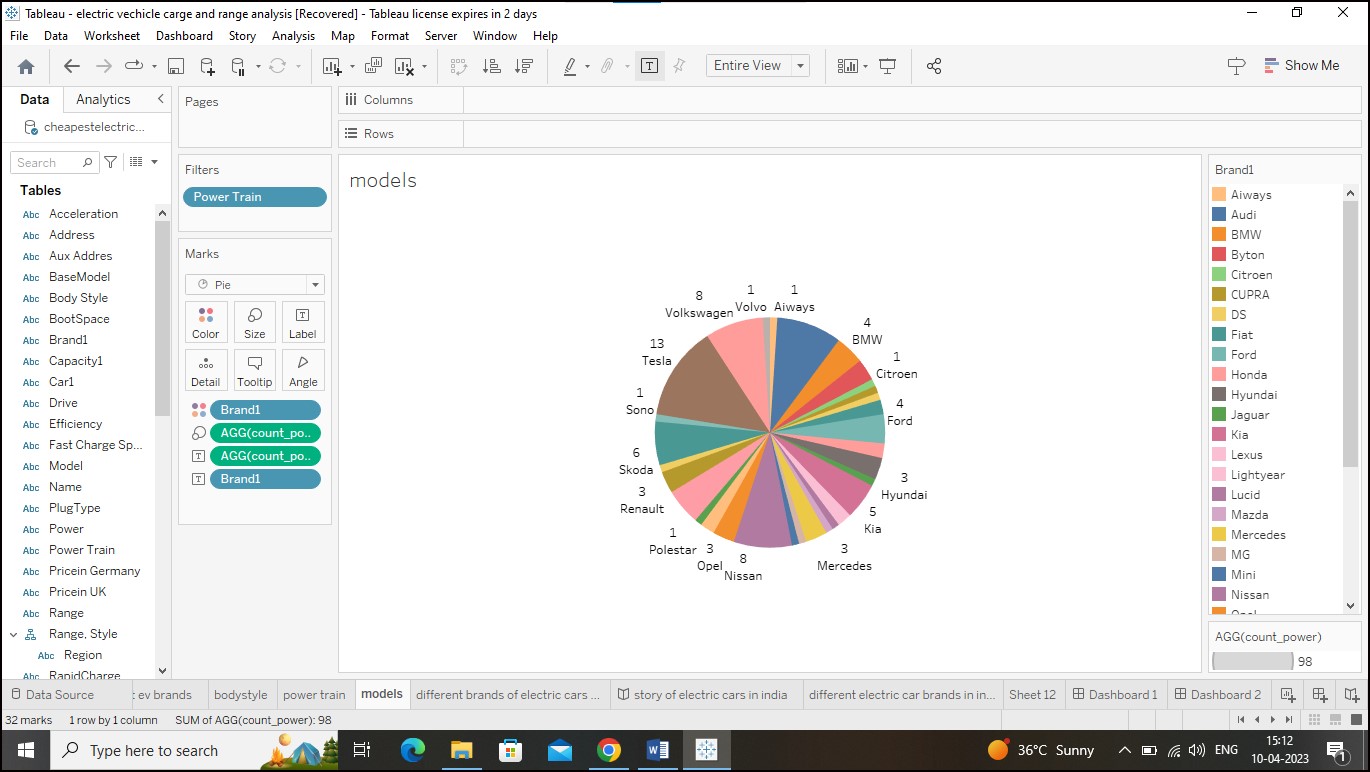 Tableau - electric vechicle carge and range analysis [Recovered] - Tableau license expires in 2 days
File Data Worksheet Dashboard Story Analysis Map Format Server Window Help
Entire View
Show Me
Data Analytics
cheapestelectric...
Search
Tables
Abc Acceleration
Abc Address
Abc Aux Addres
Abc BaseModel
Abc Body Style
Abc BootSpace
Abc Brand1
Abc Capacity1
Abc Car1
Abc Drive
Abc Efficiency
Abc Fast Charge Sp...
Abc Model
Abc Name
Abc PlugType
Abc Power
Abc Power Train
Abc Pricein Germany
Abc Pricein UK
Abc Range
Range, Style
Abc Region
Abc RapidCharge
Pages
Filters
Power Train
Marks
Pie
Color Size Label
Detail Tooltip Angle
Brand1
AGG(count_po..
AGG(count_po..
Brand1
Columns
Rows
models
1
Volvo
1
Aiways
8
Volkswagen
4
BMW
13
Tesla
1
Citroen
1
Sono
4
Ford
6
Skoda
3
Hyundai
3
Renault
5
Kia
1
Polestar
3
Opel
8
Nissan
3
Mercedes
Brand1
Aiways
Audi
BMW
Byton
Citroen
CUPRA
DS
Fiat
Ford
Honda
Hyundai
Jaguar
Kia
Lexus
Lightyear
Lucid
Mazda
Mercedes
MG
Mini
Nissan
Opel
AGG(count_power)
98
Data Source
t ev brands
bodystyle
power train
models
different brands of electric cars ...
story of electric cars in india
different electric car brands in in...
Sheet 12
Dashboard 1
Dashboard 2
32 marks 1 row by 1 column SUM of AGG(count_power): 98
Type here to search
36°C Sunny
ENG
15:12
10-04-2023
1